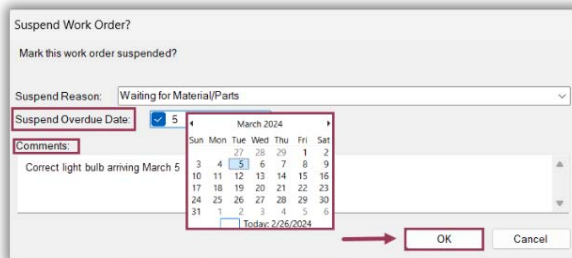 Suspend Work Order?
Mark this work order suspended?
Suspend Reason: Waiting for Material/Parts
Suspend Overdue Date: 5
March 2024
Sun Mon Tue Wed Thu Fri Sat
27 28 29 1 2
3 4 5 6 7 8 9
10 11 12 13 14 15 16
17 18 19 20 21 22 23
24 25 26 27 28 29 30
31 1 2 3 4 5 6
Today: 2/26/2024
Comments:
Correct light bulb arriving March 5
OK Cancel